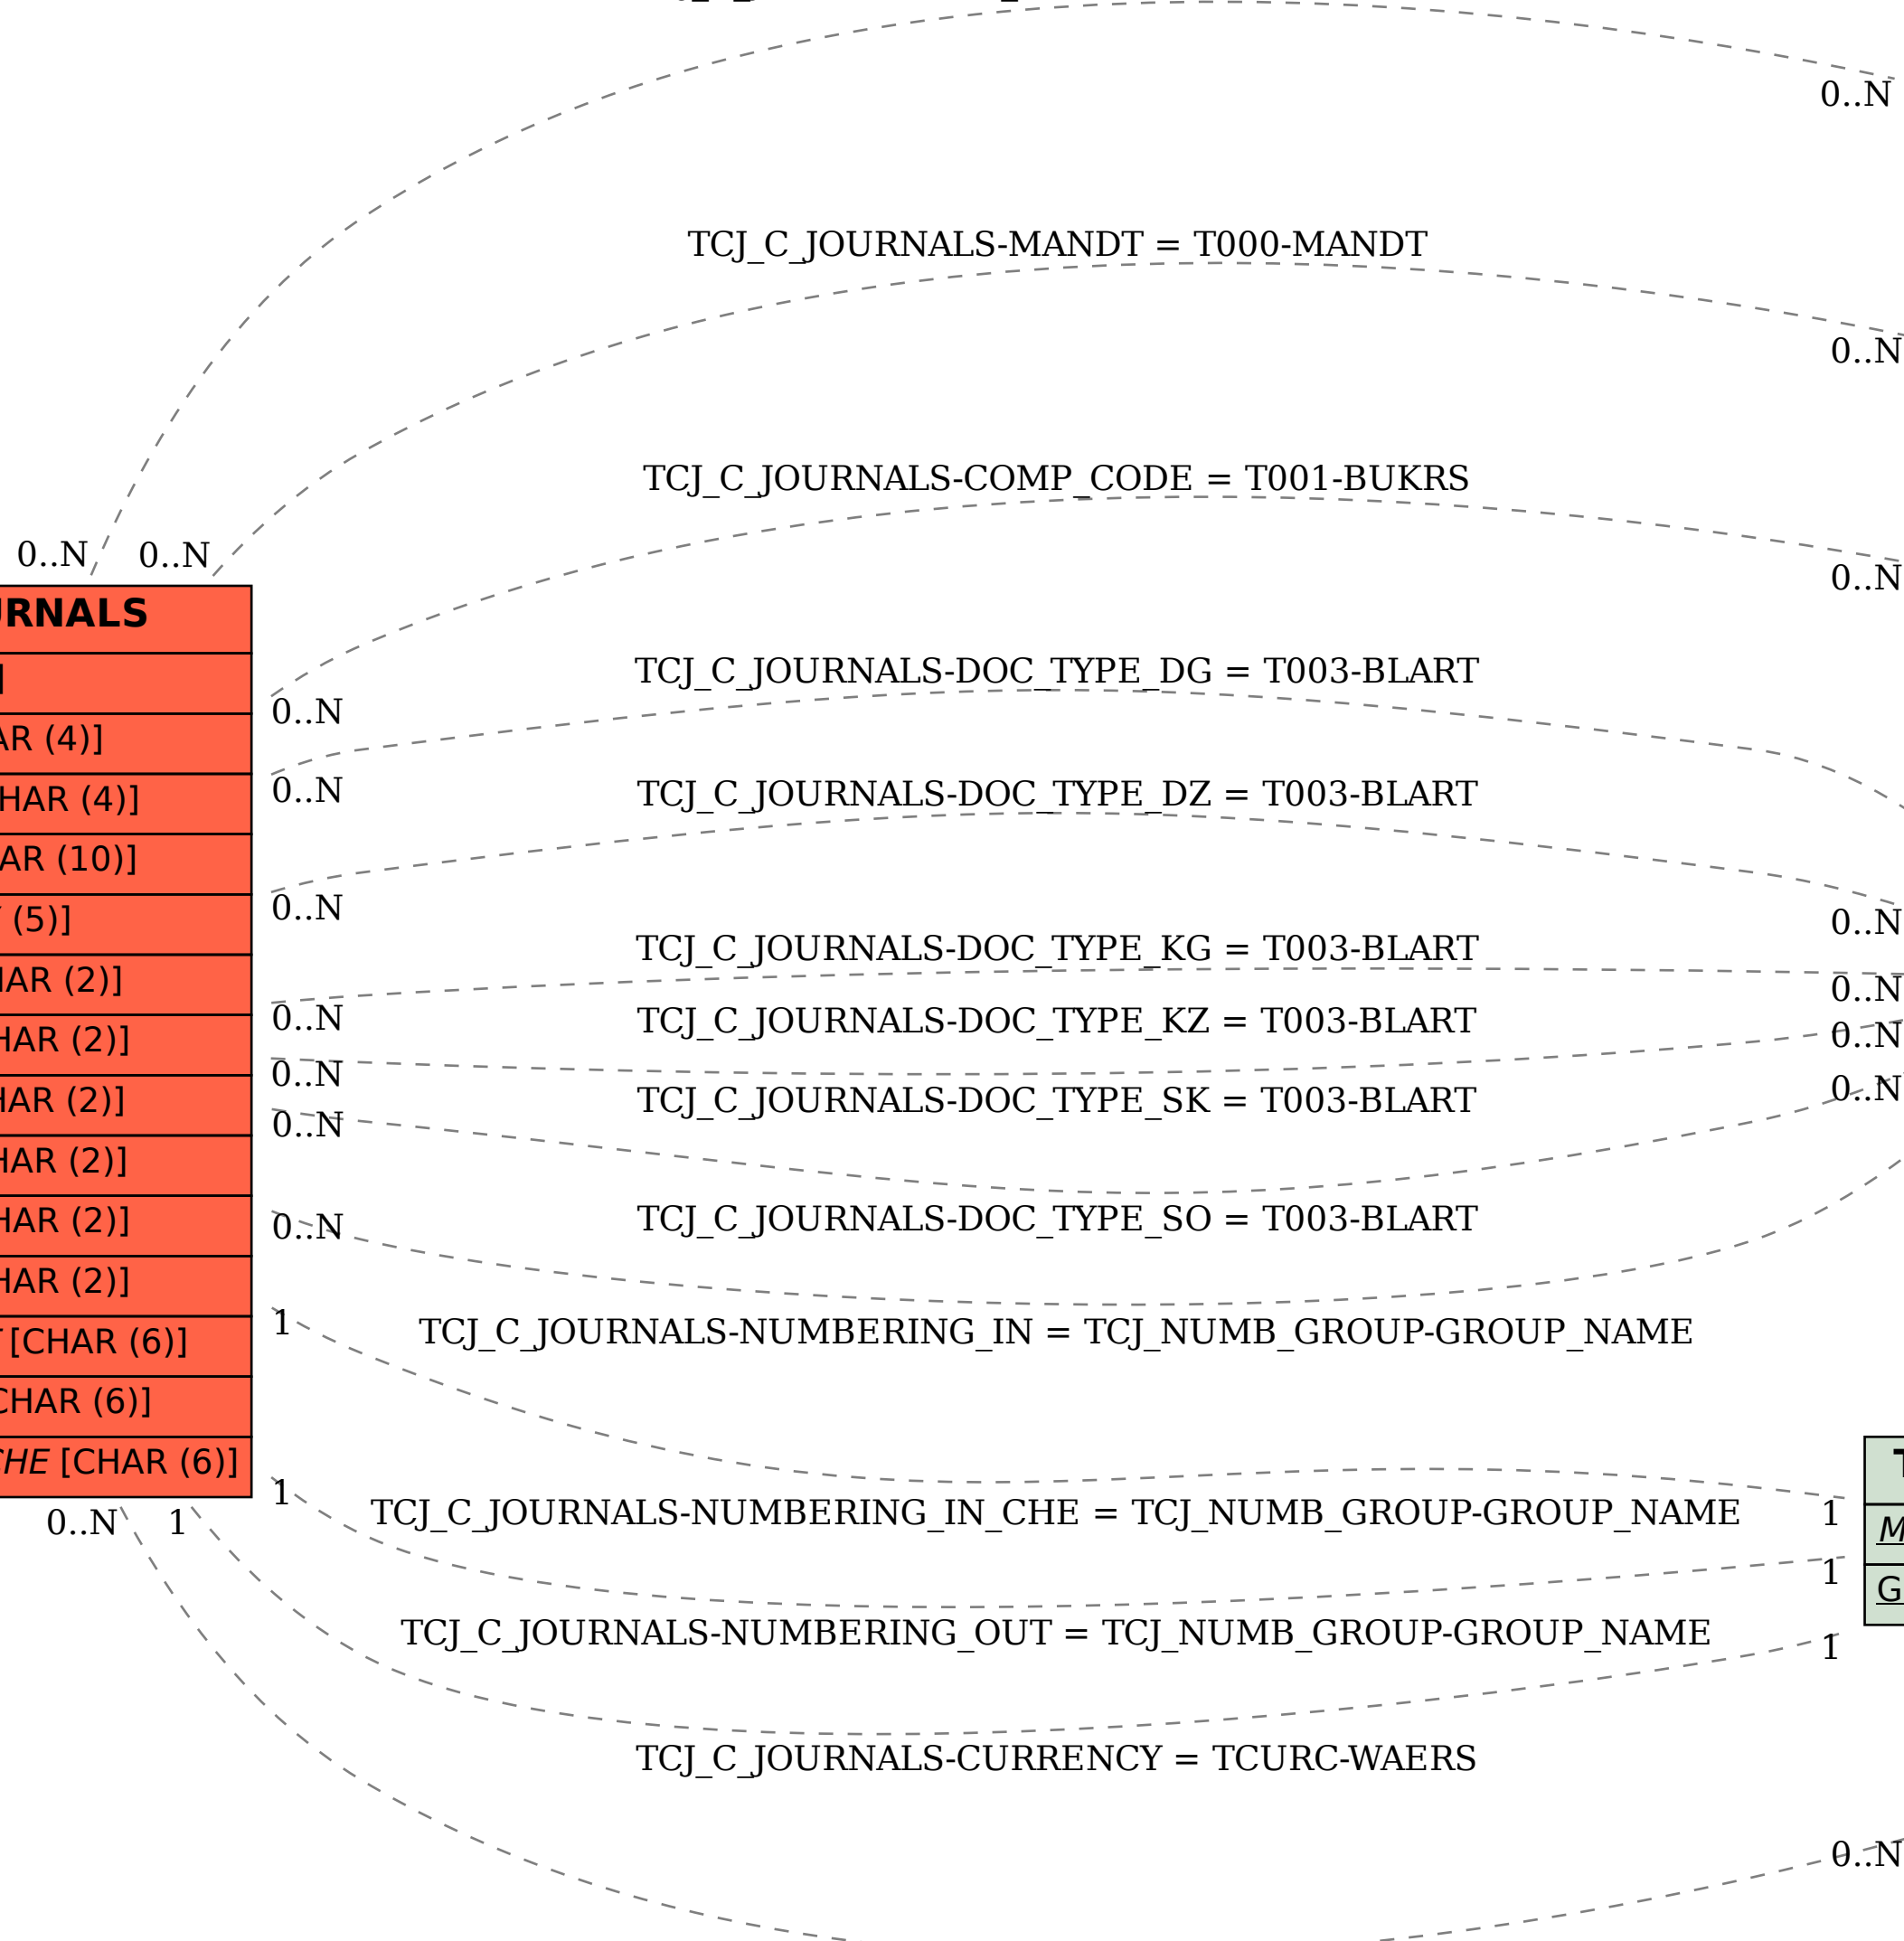 0..N
TCJ_C_JOURNALS-MANDT = T000-MANDT
0..N
TCJ_C_JOURNALS-COMP_CODE = T001-BUKRS
0..N 0..N
0..N
URNALS
]
TCJ_C_JOURNALS-DOC_TYPE_DG = T003-BLART
0..N
AR (4)]
0..N
HAR (4)]
TCJ_C_JOURNALS-DOC_TYPE_DZ = T003-BLART
AR (10)]
0..N
(5)]
0..N
TCJ_C_JOURNALS-DOC_TYPE_KG = T003-BLART
HAR (2)]
0..N
0..N
TCJ_C_JOURNALS-DOC_TYPE_KZ = T003-BLART
HAR (2)]
0..N
0..N
TCJ_C_JOURNALS-DOC_TYPE_SK = T003-BLART
HAR (2)]
0..N
0..N
HAR (2)]
TCJ_C_JOURNALS-DOC_TYPE_SO = T003-BLART
HAR (2)]
0..N
HAR (2)]
1
TCJ_C_JOURNALS-NUMBERING_IN = TCJ_NUMB_GROUP-GROUP_NAME
[CHAR (6)]
CHAR (6)]
CHE [CHAR (6)]
1
TCJ_C_JOURNALS-NUMBERING_IN_CHE = TCJ_NUMB_GROUP-GROUP_NAME
1
0..N 1
M
1
G
TCJ_C_JOURNALS-NUMBERING_OUT = TCJ_NUMB_GROUP-GROUP_NAME
1
TCJ_C_JOURNALS-CURRENCY = TCURC-WAERS
0..N